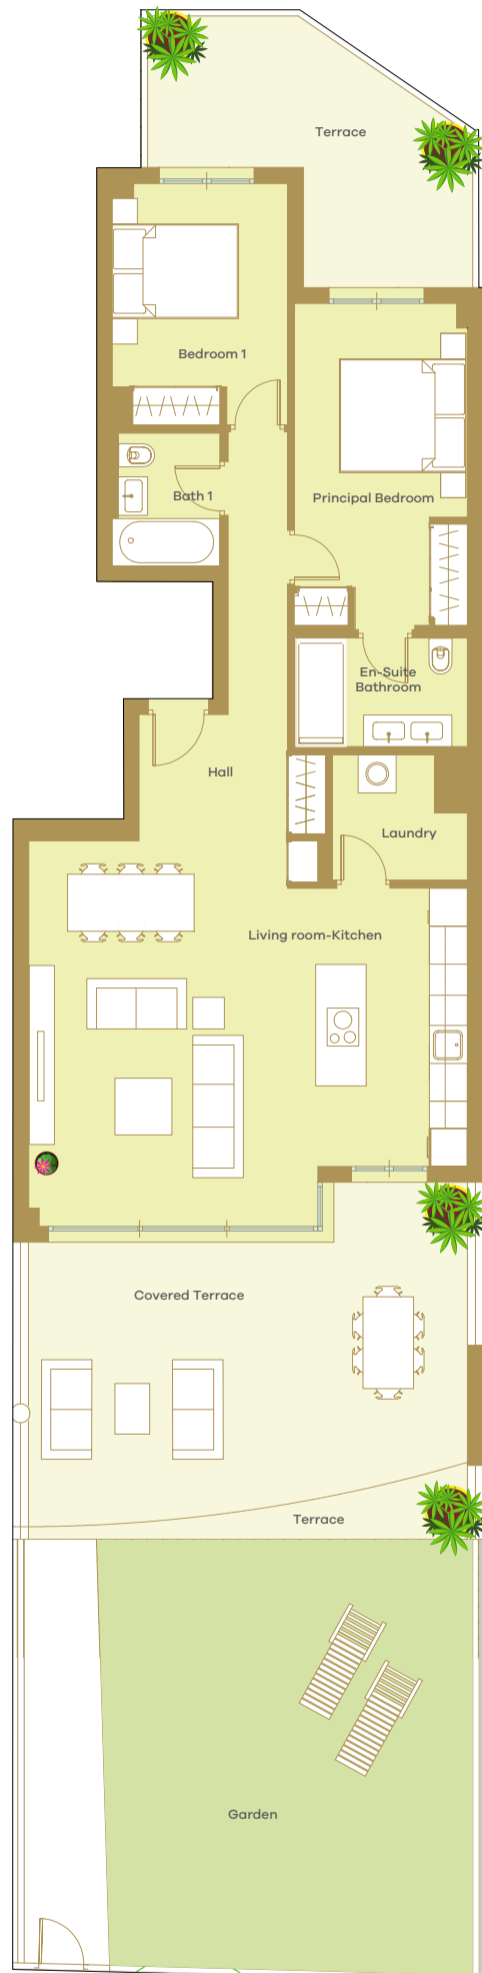 Terrace
Bedroom 1
Bath 1
Principal Bedroom
En-Suite
Bathroom
Hall
Laundry
Living room-Kitchen
Covered Terrace
Terrace
Garden